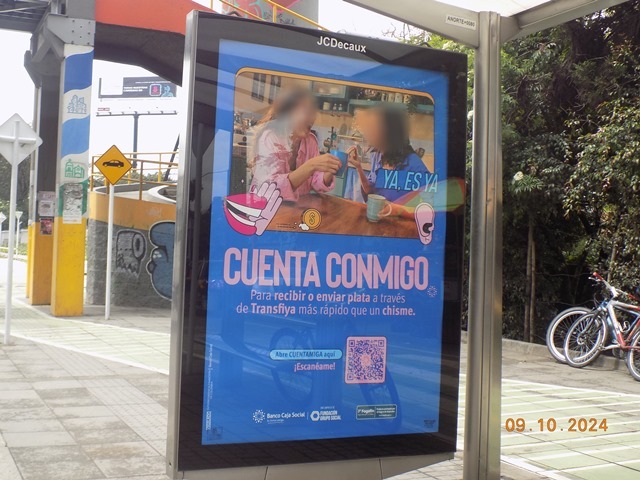 JCDecaux
YA, ES YA
CUENTA CONMIGO
Para recibir o enviar plata a través
de Transfiya más rápido que un chisme.
Abre CUENTAMIGA aquí
¡Escanéame!
Banco Caja Social
FUNDACIÓN
GRUPO SOCIAL
09.10.2024